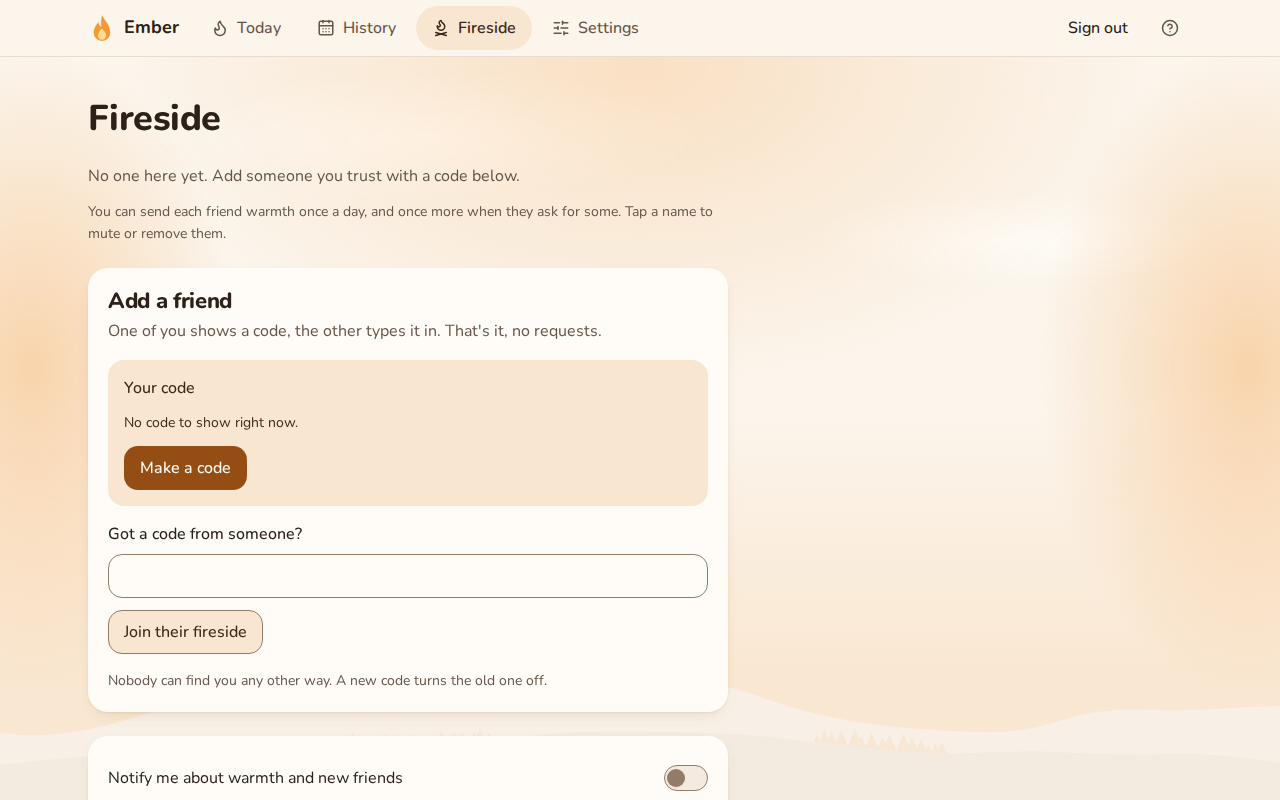 Ember
Today
History
Fireside
Settings
Sign out
Fireside
No one here yet. Add someone you trust with a code below.
You can send each friend warmth once a day, and once more when they ask for some. Tap a name to
mute or remove them.
Add a friend
One of you shows a code, the other types it in. That's it, no requests.
Your code
No code to show right now.
Make a code
Got a code from someone?
Join their fireside
Nobody can find you any other way. A new code turns the old one off.
Notify me about warmth and new friends